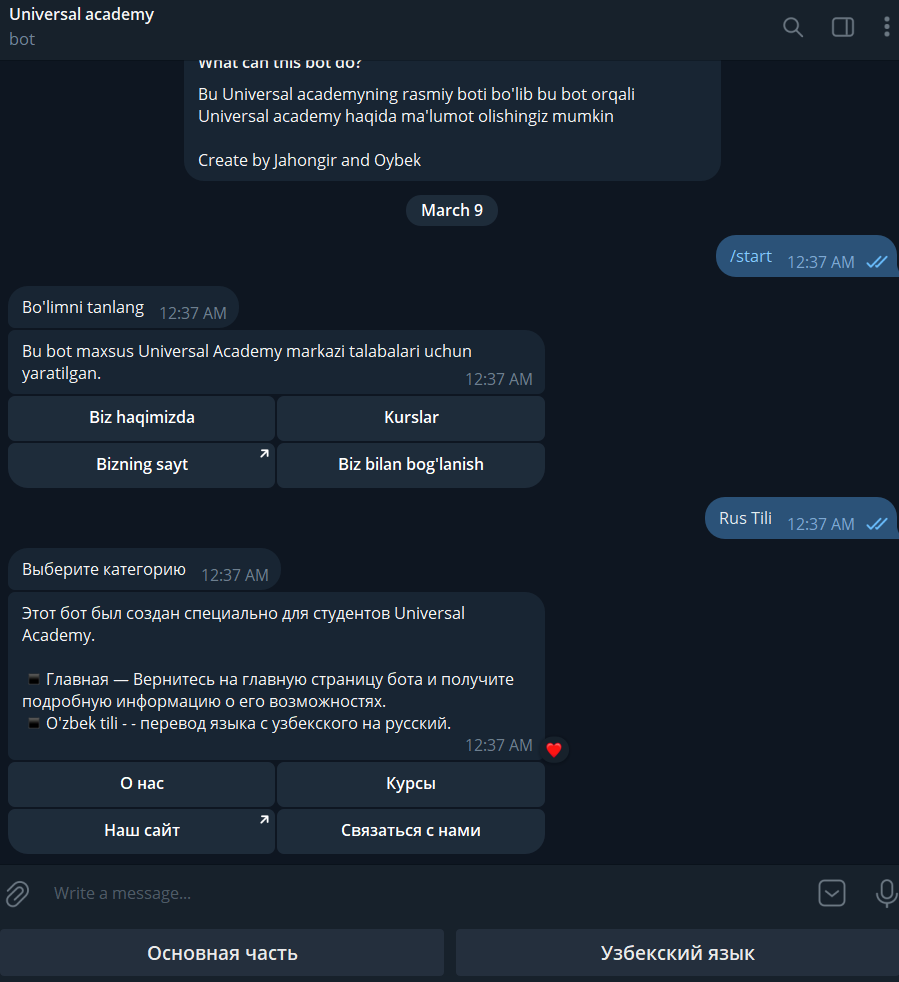 Universal academy
bot
What can this bot do?
Bu Universal academyning rasmiy boti bo'lib bu bot orqali
Universal academy haqida ma'lumot olishingiz mumkin
Create by Jahongir and Oybek
March 9
/start 12:37 AM
Bo'limni tanlang 12:37 AM
Bu bot maxsus Universal Academy markazi talabalari uchun
yaratilgan.
12:37 AM
Biz haqimizda
Kurslar
Bizning sayt
Biz bilan bog'lanish
Rus Tili 12:37 AM
Выберите категорию 12:37 AM
Этот бот был создан специально для студентов Universal
Academy.
Главная — Вернитесь на главную страницу бота и получите
подробную информацию о его возможностях.
O'zbek tili - - перевод языка с узбекского на русский.
12:37 AM
О нас
Курсы
Наш сайт
Связаться с нами
Write a message...
Основная часть
Узбекский язык